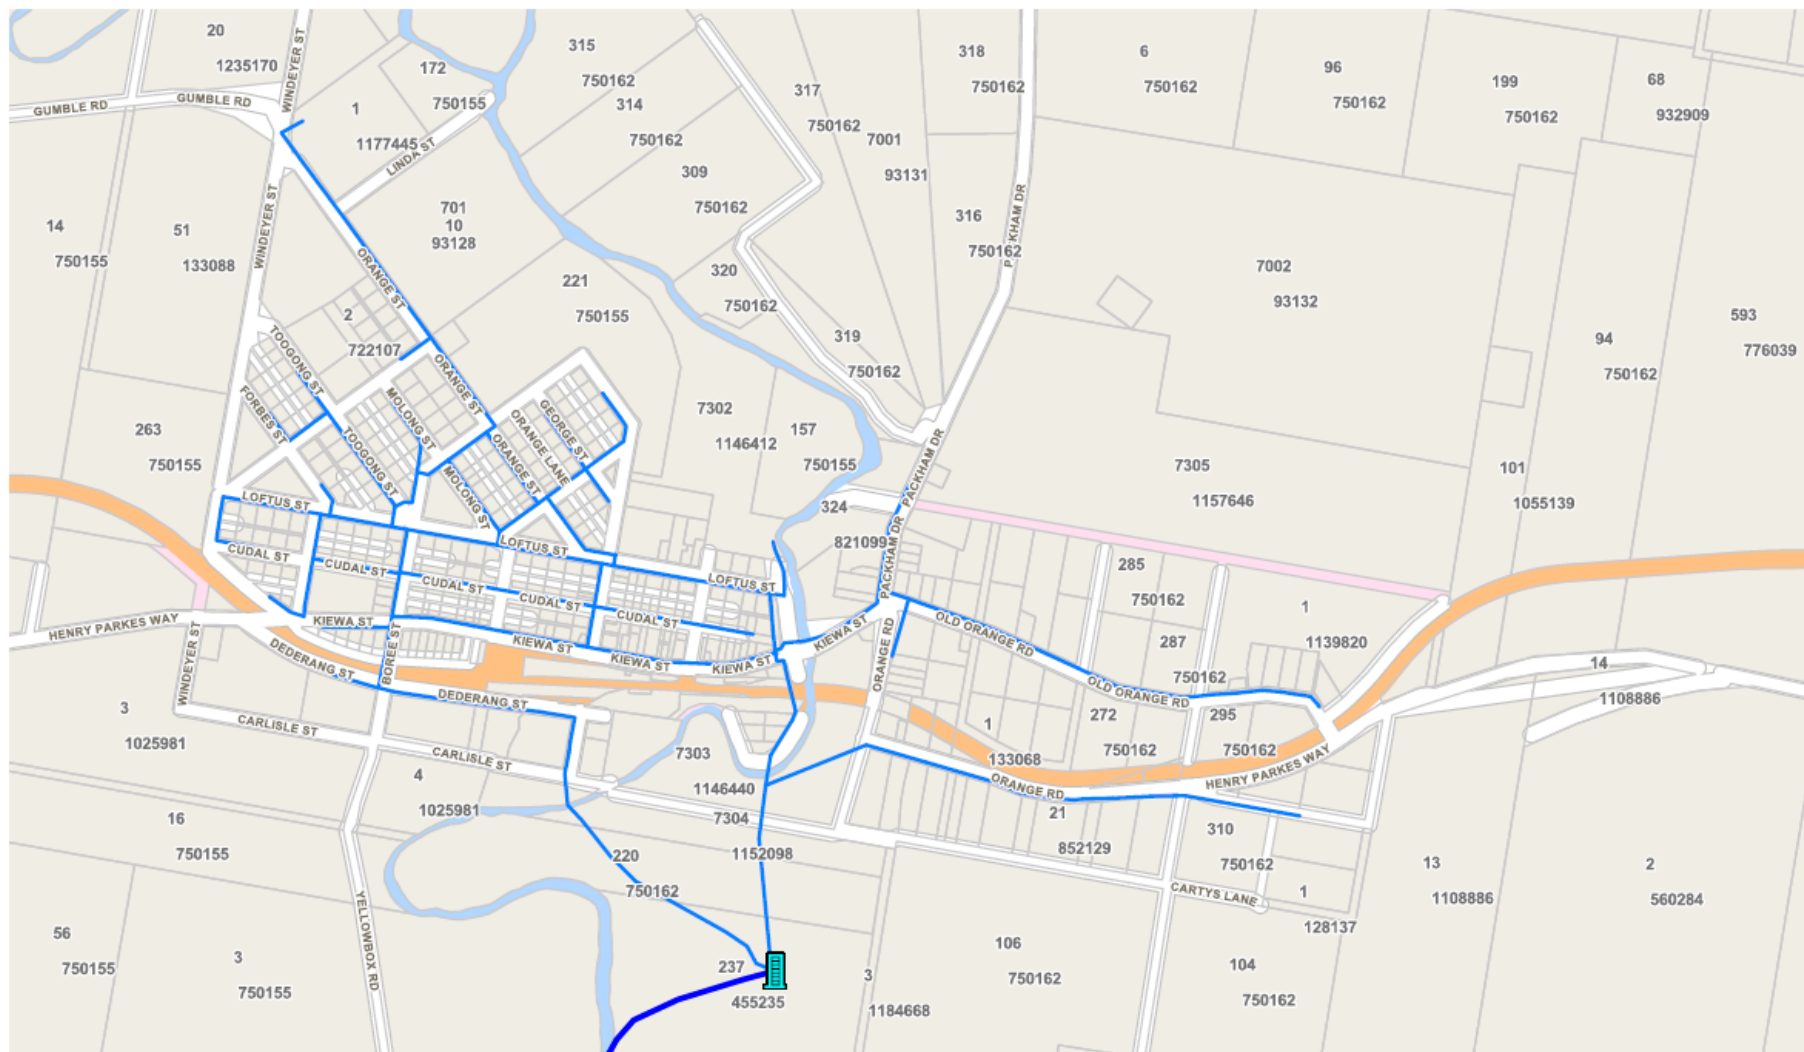 20
1235170
WINDEYER ST
GUMBLE RD
GUMBLE RD
172
750155
1
1177445
LINDA ST
315
750162
314
750162
309
750162
317
750162
7001
93131
318
750162
6
750162
96
750162
199
750162
68
932909
14
750155
51
133088
WINDEYER ST
701
10
93128
ORANGE ST
221
750155
320
750162
316
750162
PACKHAM DR
7002
93132
319
750162
593
776039
94
750162
2
722107
TOOGONG ST
FORBES ST
MOLONG ST
ORANGE ST
GEORGE ST
ORANGE LANE
TOOGONG ST
MOLONG ST
ORANGE ST
263
750155
7302
1146412
157
750155
PACKHAM DR
7305
1157646
101
1055139
LOFTUS ST
LOFTUS ST
LOFTUS ST
324
821099
PACKHAM DR
PACKHAM DR
CUDAL ST
CUDAL ST
CUDAL ST
CUDAL ST
CUDAL ST
285
750162
287
750162
1
1139820
HENRY PARKES WAY
KIEWA ST
KIEWA ST
KIEWA ST
KIEWA ST
KIEWA ST
OLD ORANGE RD
OLD ORANGE RD
ORANGE RD
WINDEYER ST
DEDERANG ST
BOREE ST
DEDERANG ST
14
1108886
3
1025981
CARLISLE ST
CARLISLE ST
272
750162
295
750162
1
133068
7303
1146440
ORANGE RD
HENRY PARKES WAY
4
1025981
7304
1152098
21
852129
310
750162
16
750155
220
750162
13
1108886
2
560284
CARTYS LANE
1
128137
YELLOWBOX RD
56
750155
3
750155
237
455235
3
1184668
106
750162
104
750162